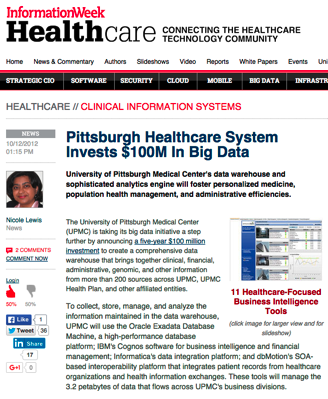 InformationWeek
Healthcare
CONNECTING THE HEALTHCARE
TECHNOLOGY COMMUNITY
Home News & Commentary Authors Slideshows Video Reports White Papers Events Uni
STRATEGIC CIO SOFTWARE SECURITY CLOUD MOBILE BIG DATA INFRASTR
HEALTHCARE // CLINICAL INFORMATION SYSTEMS
NEWS
10/12/2012
01:15 PM
Nicole Lewis
News
2 COMMENTS
COMMENT NOW
Login
50% 50%
Like 1
Tweet 36
Share
17
+1 0
Pittsburgh Healthcare System
Invests $100M In Big Data
University of Pittsburgh Medical Center's data warehouse and
sophisticated analytics engine will foster personalized medicine,
population health management, and administrative efficiencies.
The University of Pittsburgh Medical Center
(UPMC) is taking its big data initiative a step
further by announcing a five-year $100 million
investment to create a comprehensive data
warehouse that brings together clinical, financial,
administrative, genomic, and other information
from more than 200 sources across UPMC, UPMC
Health Plan, and other affiliated entities.
To collect, store, manage, and analyze the
information maintained in the data warehouse,
UPMC will use the Oracle Exadata Database
Machine, a high-performance database
platform; IBM's Cognos software for business intelligence and
financial management; Informatica's data integration platform; and dbMotion's SOA-
based interoperability platform that integrates patient records from healthcare
organizations and health information exchanges. These tools will manage the
3.2 petabytes of data that flows across UPMC's business divisions.
11 Healthcare-Focused
Business Intelligence
Tools
(click image for larger view and for
slideshow)